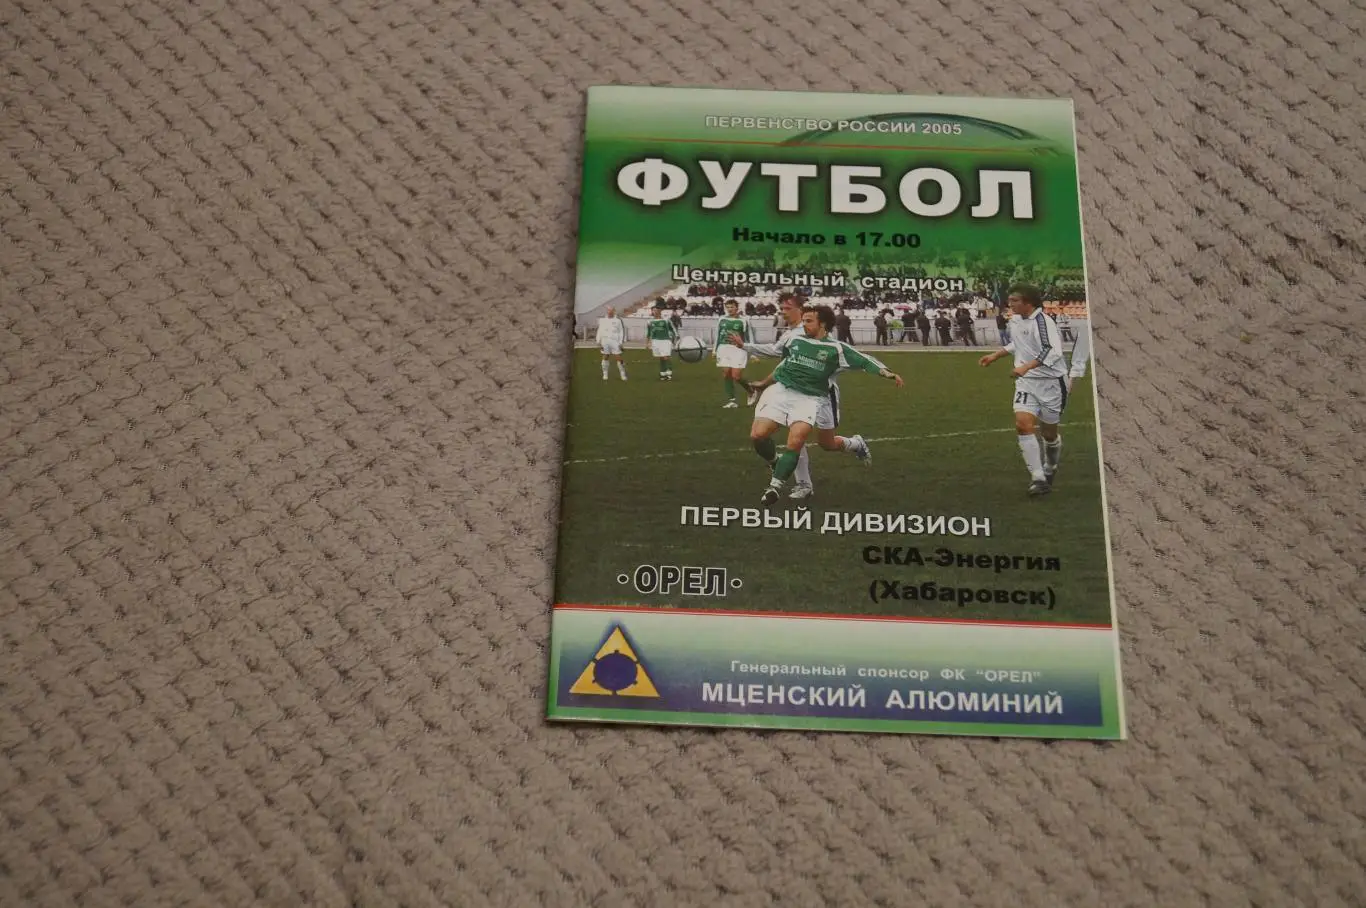 ПЕРВЕНСТВО РОССИИ 2005
ФУТБОЛ
Начало в 17.00
Центральный стадион
21
ПЕРВЫЙ ДИВИЗИОН
СКА-Энергия
(Хабаровск)
·ОРЕЛ·
Генеральный спонсор ФК "ОРЕЛ"
МЦЕНСКИЙ АЛЮМИНИЙ